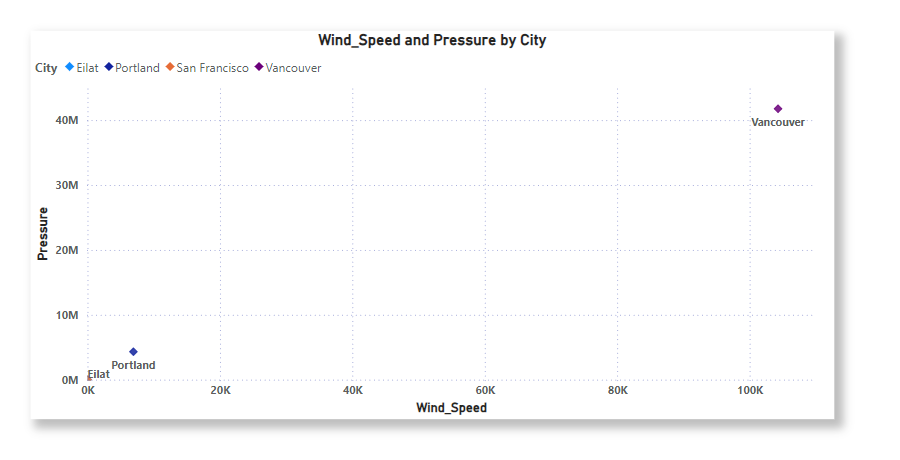 Wind_Speed and Pressure by City
City Eilat Portland San Francisco Vancouver
40M
Vancouver
30M
Pressure
20M
10M
Portland
Eilat
0M
0K 20K 40K 60K 80K 100K
Wind_Speed